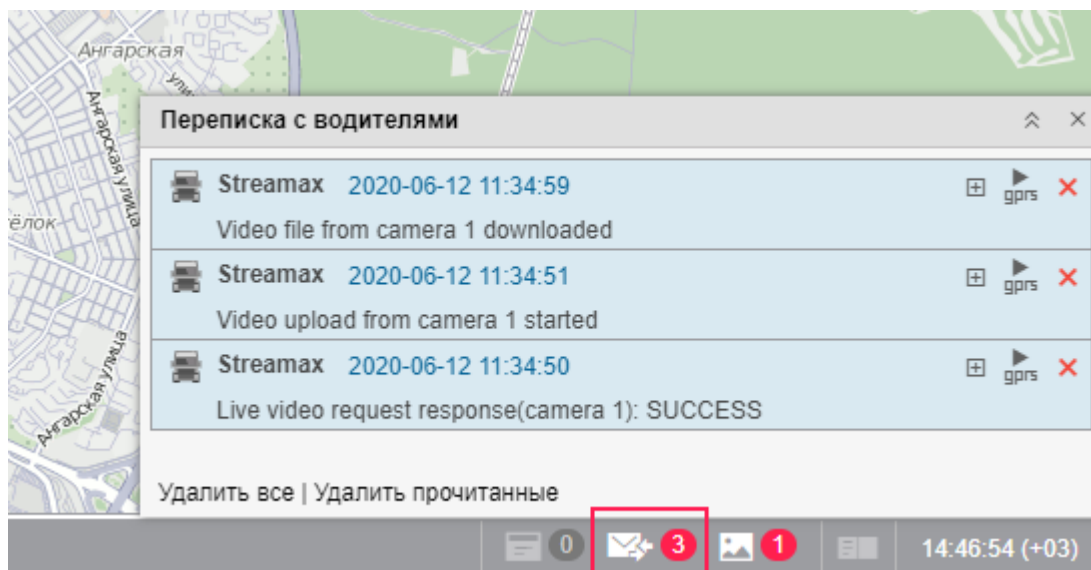 Ангарская
улица
Ангарская улица
ёлок
Ангарская улица
Переписка с водителями
Streamax 2020-06-12 11:34:59
gprs
Video file from camera 1 downloaded
Streamax 2020-06-12 11:34:51
gprs
Video upload from camera 1 started
Streamax 2020-06-12 11:34:50
gprs
Live video request response(camera 1): SUCCESS
Удалить все | Удалить прочитанные
0 3 1 14:46:54 (+03)